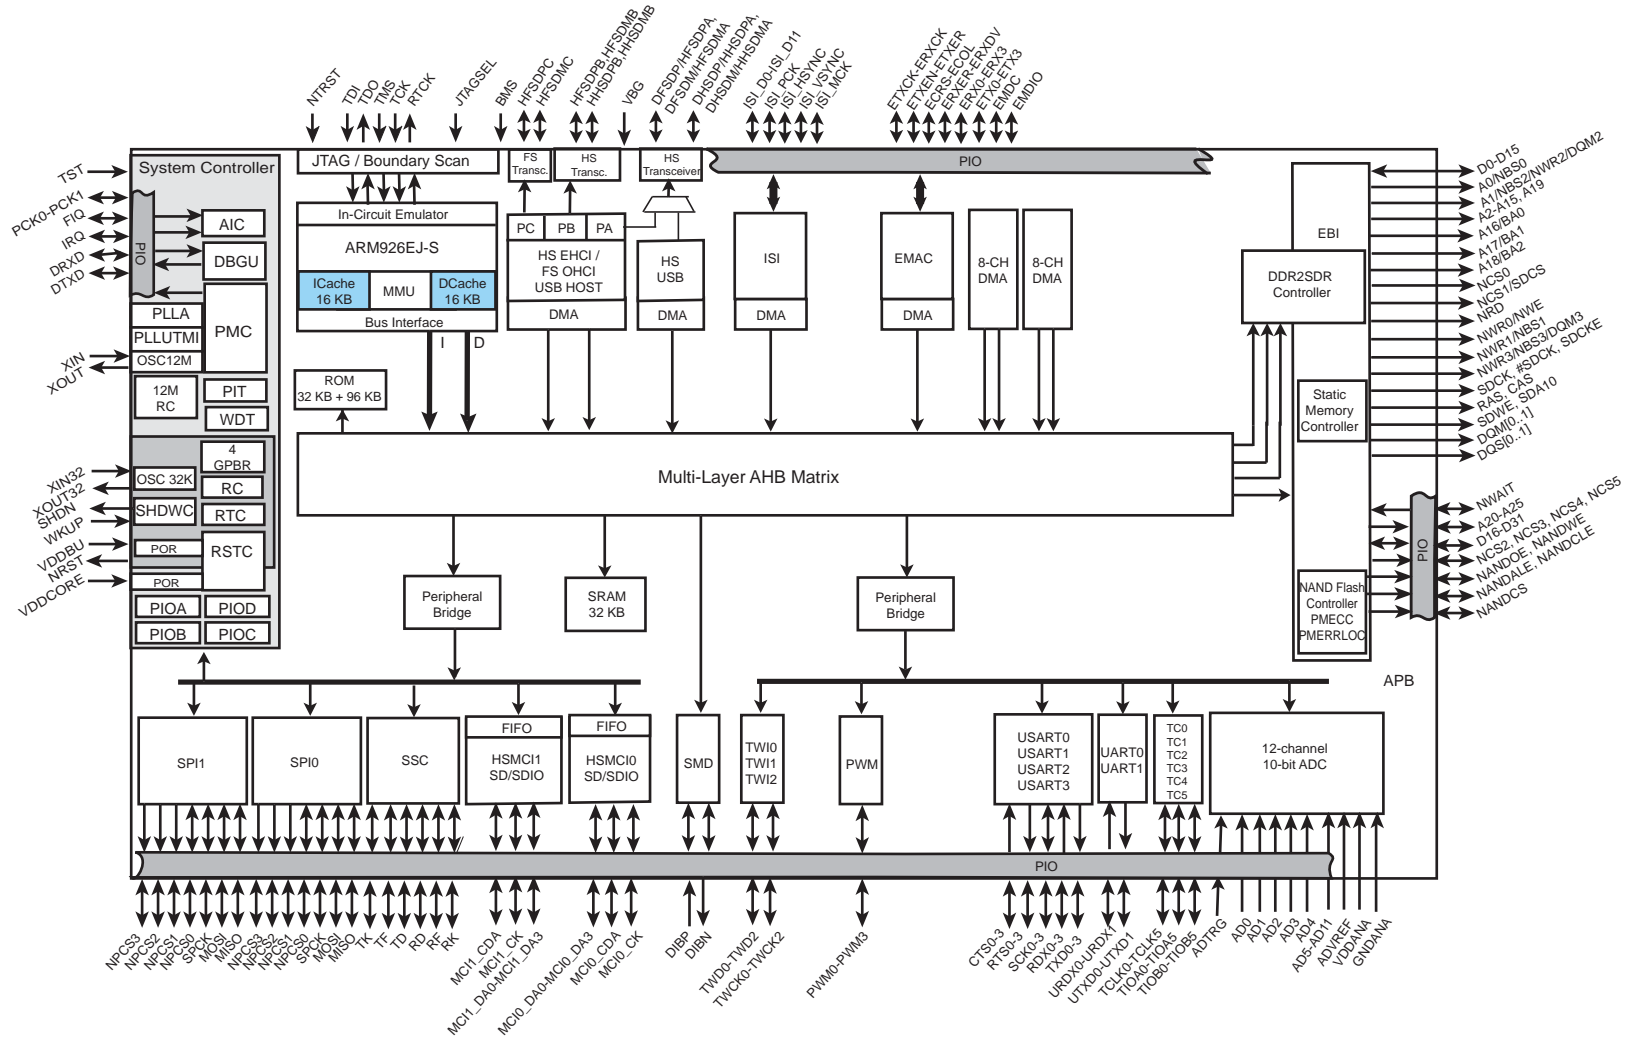 NTRST
TDI
TDO
TMS
TCK
RTCK
JTAGSEL
BMS
HFSDPC
HFSDMC
HFSDPB,HFSDMB
HHSDPB,HHSDMB
VBG
DFSDP/HFSDPA,
DFSDM/HFSDMA
DHSDP/HHSDPA,
DHSDM/HHSDMA
ISI_D0-ISI_D11
ISI_PCK
ISI_HSYNC
ISI_VSYNC
ISI_MCK
ETXCK-ERXCK
ETXEN-ETXER
ECRS-ECOL
ERXER-ERXDV
ERX0-ERX3
ETX0-ETX3
EMDC
EMDIO
TST
PCK0-PCK1
FIQ
IRQ
DRXD
DTXD
XIN
XOUT
XIN32
XOUT32
SHDN
WKUP
VDDBU
NRST
VDDCORE
System Controller
PIO
AIC
DBGU
PMC
PLLA
PLLUTMI
OSC12M
12M
RC
PIT
WDT
4
GPBR
OSC 32K
RC
SHDWC
RTC
RSTC
POR
POR
PIOA
PIOD
PIOB
PIOC
JTAG / Boundary Scan
In-Circuit Emulator
ARM926EJ-S
ICache
16 KB
MMU
DCache
16 KB
Bus Interface
I
D
ROM
32 KB + 96 KB
FS
Transc.
HS
Transc.
HS
Transceiver
PC
PB
PA
HS EHCI /
FS OHCI
USB HOST
DMA
HS
USB
DMA
PIO
ISI
DMA
EMAC
DMA
8-CH
DMA
8-CH
DMA
EBI
DDR2SDR
Controller
Static
Memory
Controller
NAND Flash
Controller
PMECC
PMERRLOC
PIO
D0-D15
A0/NBS0
A1/NBS2/NWR2/DQM2
A2-A15, A19
A16/BA0
A17/BA1
A18/BA2
NCS0
NCS1/SDCS
NRD
NWR0/NWE
NWR1/NBS1
NWR3/NBS3/DQM3
SDCK, #SDCK, SDCKE
RAS, CAS
SDWE, SDA10
DQM[0..1]
DQS[0..1]
NWAIT
A20-A25
D16-D31
NCS2, NCS3, NCS4, NCS5
NANDOE, NANDWE
NANDALE, NANDCLE
NANDCS
Multi-Layer AHB Matrix
Peripheral
Bridge
SRAM
32 KB
Peripheral
Bridge
APB
SPI1
SPI0
SSC
FIFO
HSMCI1
SD/SDIO
FIFO
HSMCI0
SD/SDIO
SMD
TWI0
TWI1
TWI2
PWM
USART0
USART1
USART2
USART3
UART0
UART1
TC0
TC1
TC2
TC3
TC4
TC5
12-channel
10-bit ADC
PIO
NPCS3
NPCS2
NPCS1
NPCS0
SPCK
MOSI
MISO
NPCS3
NPCS2
NPCS1
NPCS0
SPCK
MOSI
MISO
TK
TF
TD
RD
RF
RK
MCI1_CDA
MCI1_CK
MCI1_DA0-MCI1_DA3
MCI0_DA0-MCI0_DA3
MCI0_CDA
MCI0_CK
DIBP
DIBN
TWD0-TWD2
TWCK0-TWCK2
PWM0-PWM3
CTS0-3
RTS0-3
SCK0-3
RDX0-3
TXD0-3
URDX0-URDX1
UTXD0-UTXD1
TCLK0-TCLK5
TIOA0-TIOA5
TIOB0-TIOB5
ADTRG
AD0
AD1
AD2
AD3
AD4
AD5-AD11
ADVREF
VDDANA
GNDANA